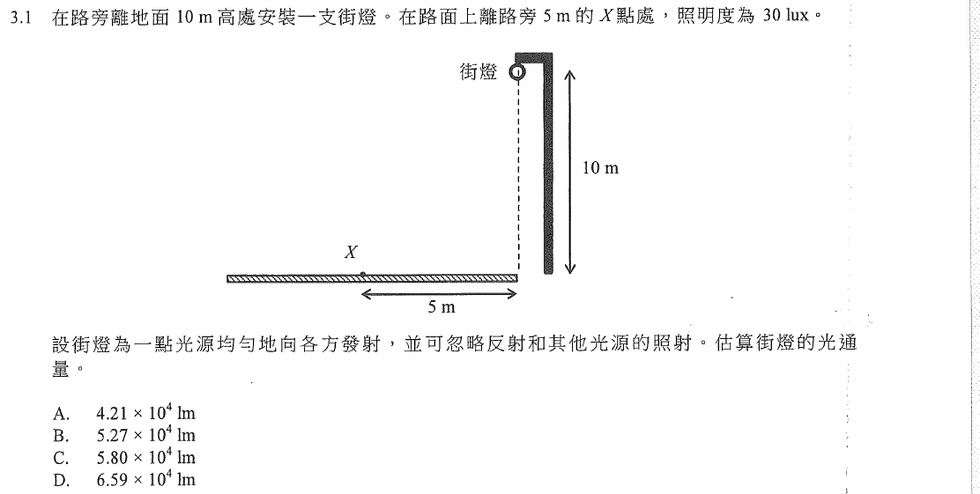 3.1 在路旁離地面 10 m 高處安裝一支街燈。在路面上離路旁 5 m 的 X 點處，照明度為 30 lux。
街燈
10 m
X
5 m
設街燈為一點光源均勻地向各方發射，並可忽略反射和其他光源的照射。估算街燈的光通
量。
A. 4.21 × 10⁴ lm
B. 5.27 × 10⁴ lm
C. 5.80 × 10⁴ lm
D. 6.59 × 10⁴ lm